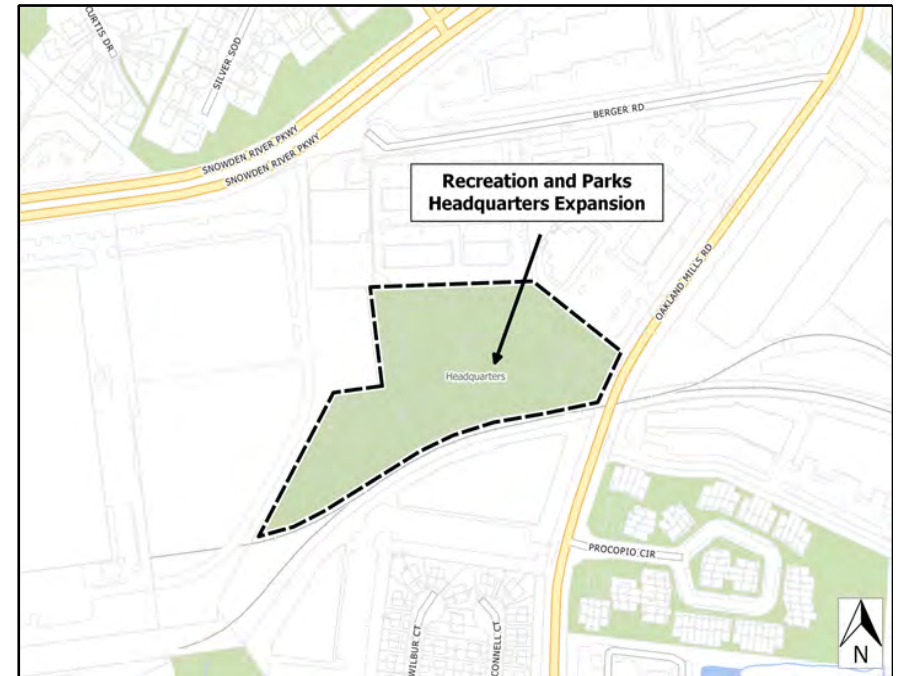 CURTIS DR
SILVER SOD
BERGER RD
SNOWDEN RIVER PKWY
SNOWDEN RIVER PKWY
Recreation and Parks
Headquarters Expansion
OAKLAND MILLS RD
Headquarters
PROCOPIO CIR
WILBUR CT
CONNELL CT
N